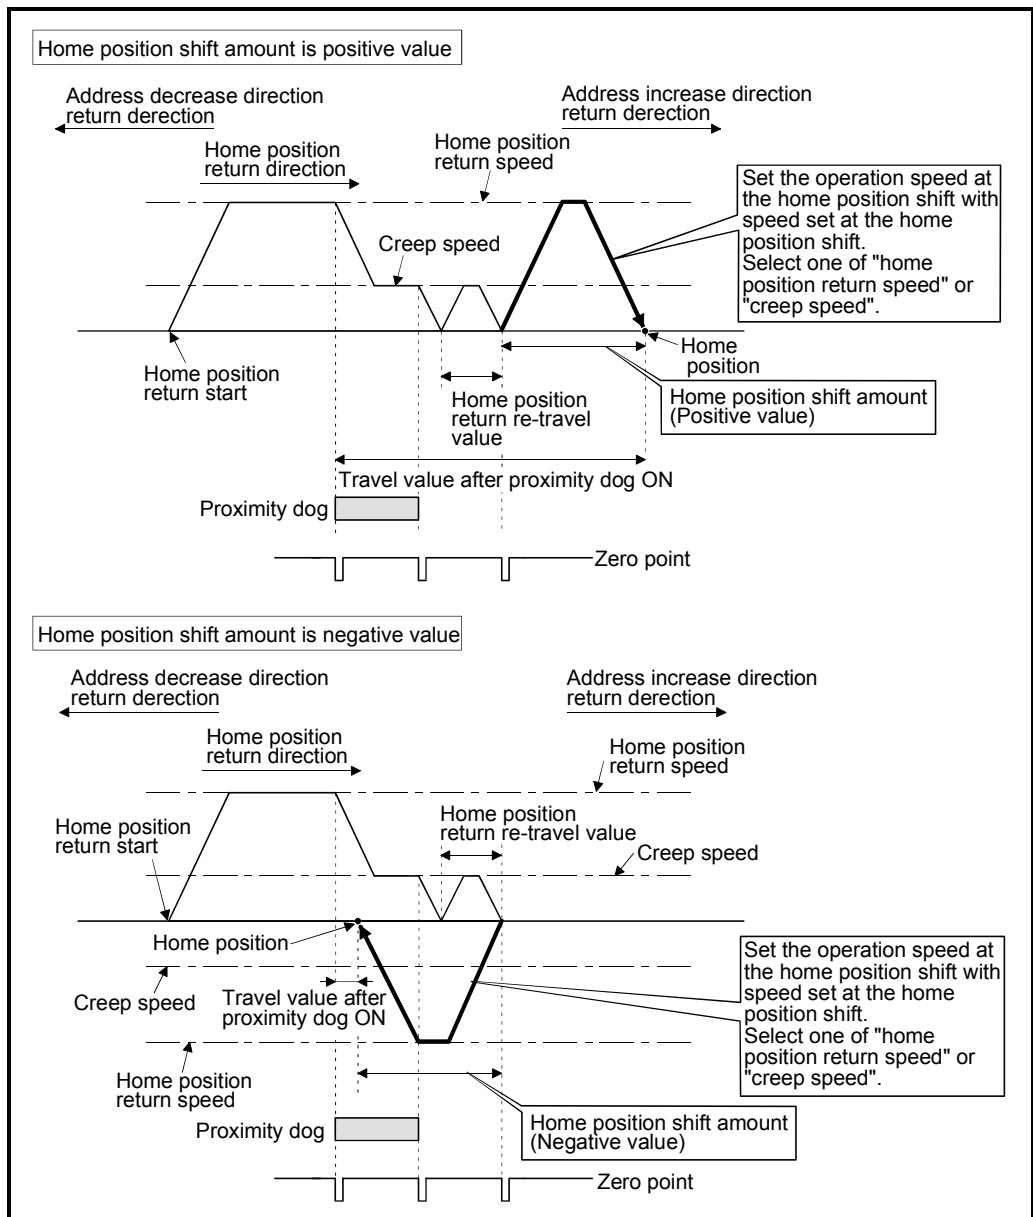 Home position shift amount is positive value
Address decrease direction
return derection
Address increase direction
return derection
Home position
return direction
Home position
return speed
Set the operation speed at
the home position shift with
speed set at the home
position shift.
Select one of "home
position return speed" or
"creep speed".
Creep speed
Home position
return start
Home
position
Home position
return re-travel
value
Home position shift amount
(Positive value)
Travel value after proximity dog ON
Proximity dog
Zero point
Home position shift amount is negative value
Address decrease direction
return derection
Address increase direction
return derection
Home position
return direction
Home position
return speed
Home position
return start
Home position
return re-travel value
Creep speed
Home position
Set the operation speed at
the home position shift with
speed set at the home
position shift.
Select one of "home
position return speed" or
"creep speed".
Creep speed
Travel value after
proximity dog ON
Home position
return speed
Home position shift amount
(Negative value)
Proximity dog
Zero point